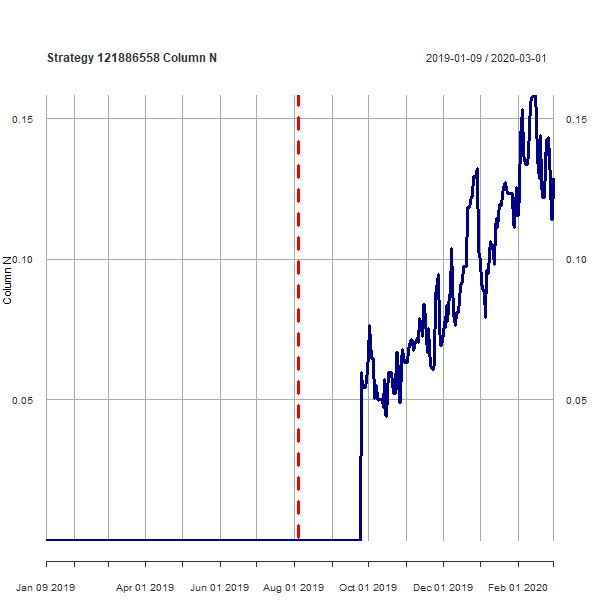 Strategy 121886558 Column N
2019-01-09 / 2020-03-01
0.15
0.15
0.10
0.10
Column N
0.05
0.05
Jan 09 2019
Apr 01 2019
Jun 01 2019
Aug 01 2019
Oct 01 2019
Dec 01 2019
Feb 01 2020